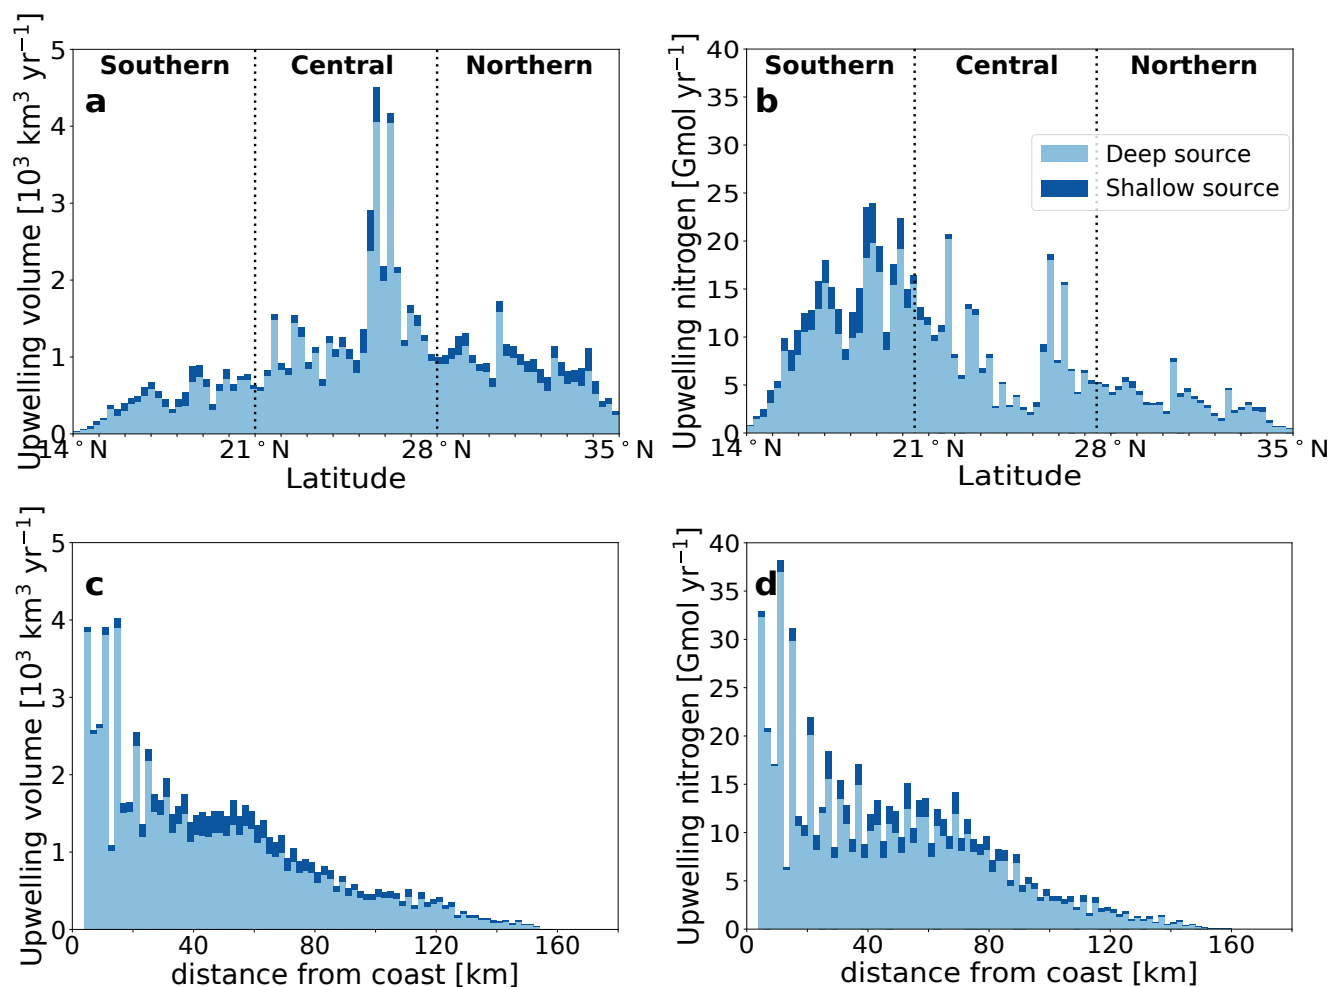 Southern Central Northern
a
Upwelling volume [10³ km³ yr⁻¹]
5
4
3
2
1
0
14°N 21°N 28°N 35°N
Latitude
Southern Central Northern
b
Upwelling nitrogen [Gmol yr⁻¹]
40
35
30
25
20
15
10
5
0
Deep source
Shallow source
14°N 21°N 28°N 35°N
Latitude
c
Upwelling volume [10³ km³ yr⁻¹]
5
4
3
2
1
0
0 40 80 120 160
distance from coast [km]
d
Upwelling nitrogen [Gmol yr⁻¹]
40
35
30
25
20
15
10
5
0
0 40 80 120 160
distance from coast [km]